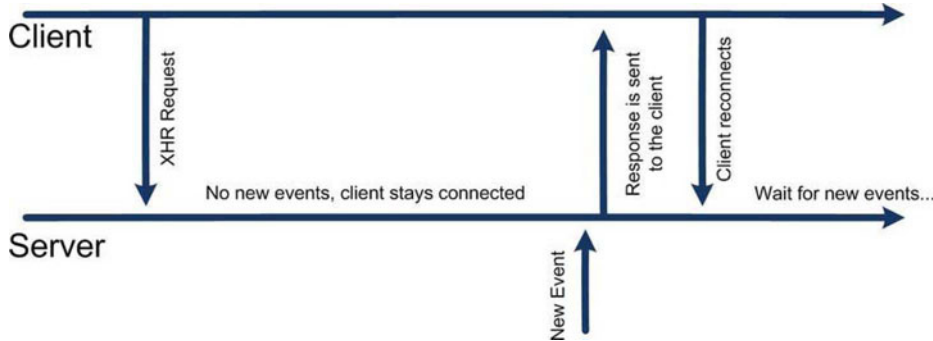 Client
XHR Request
Response is sent
to the client
Client reconnects
No new events, client stays connected
Wait for new events...
Server
New Event